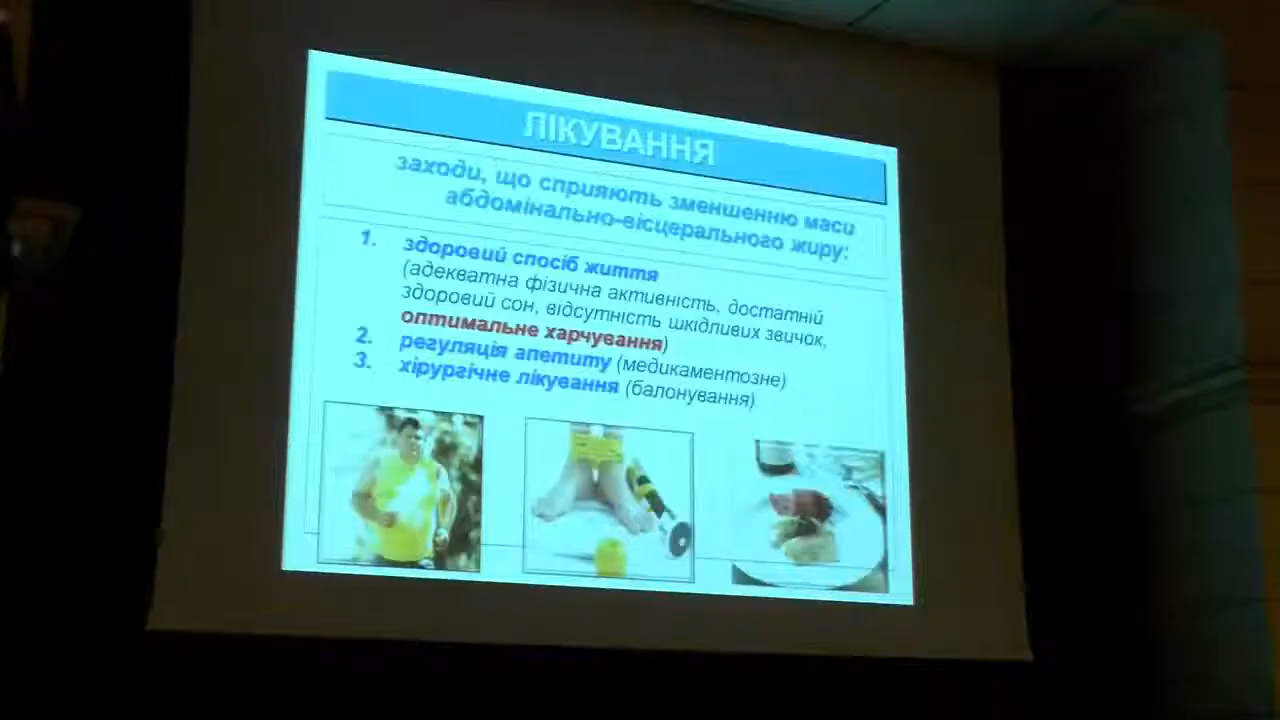 ЛІКУВАННЯ
заходи, що сприяють зменшенню маси
абдомінально-вісцерального жиру:
1. здоровий спосіб життя
(адекватна фізична активність, достатній
здоровий сон, відсутність шкідливих звичок,
оптимальне харчування)
2. регуляція апетиту (медикаментозне)
3. хірургічне лікування (балонування)